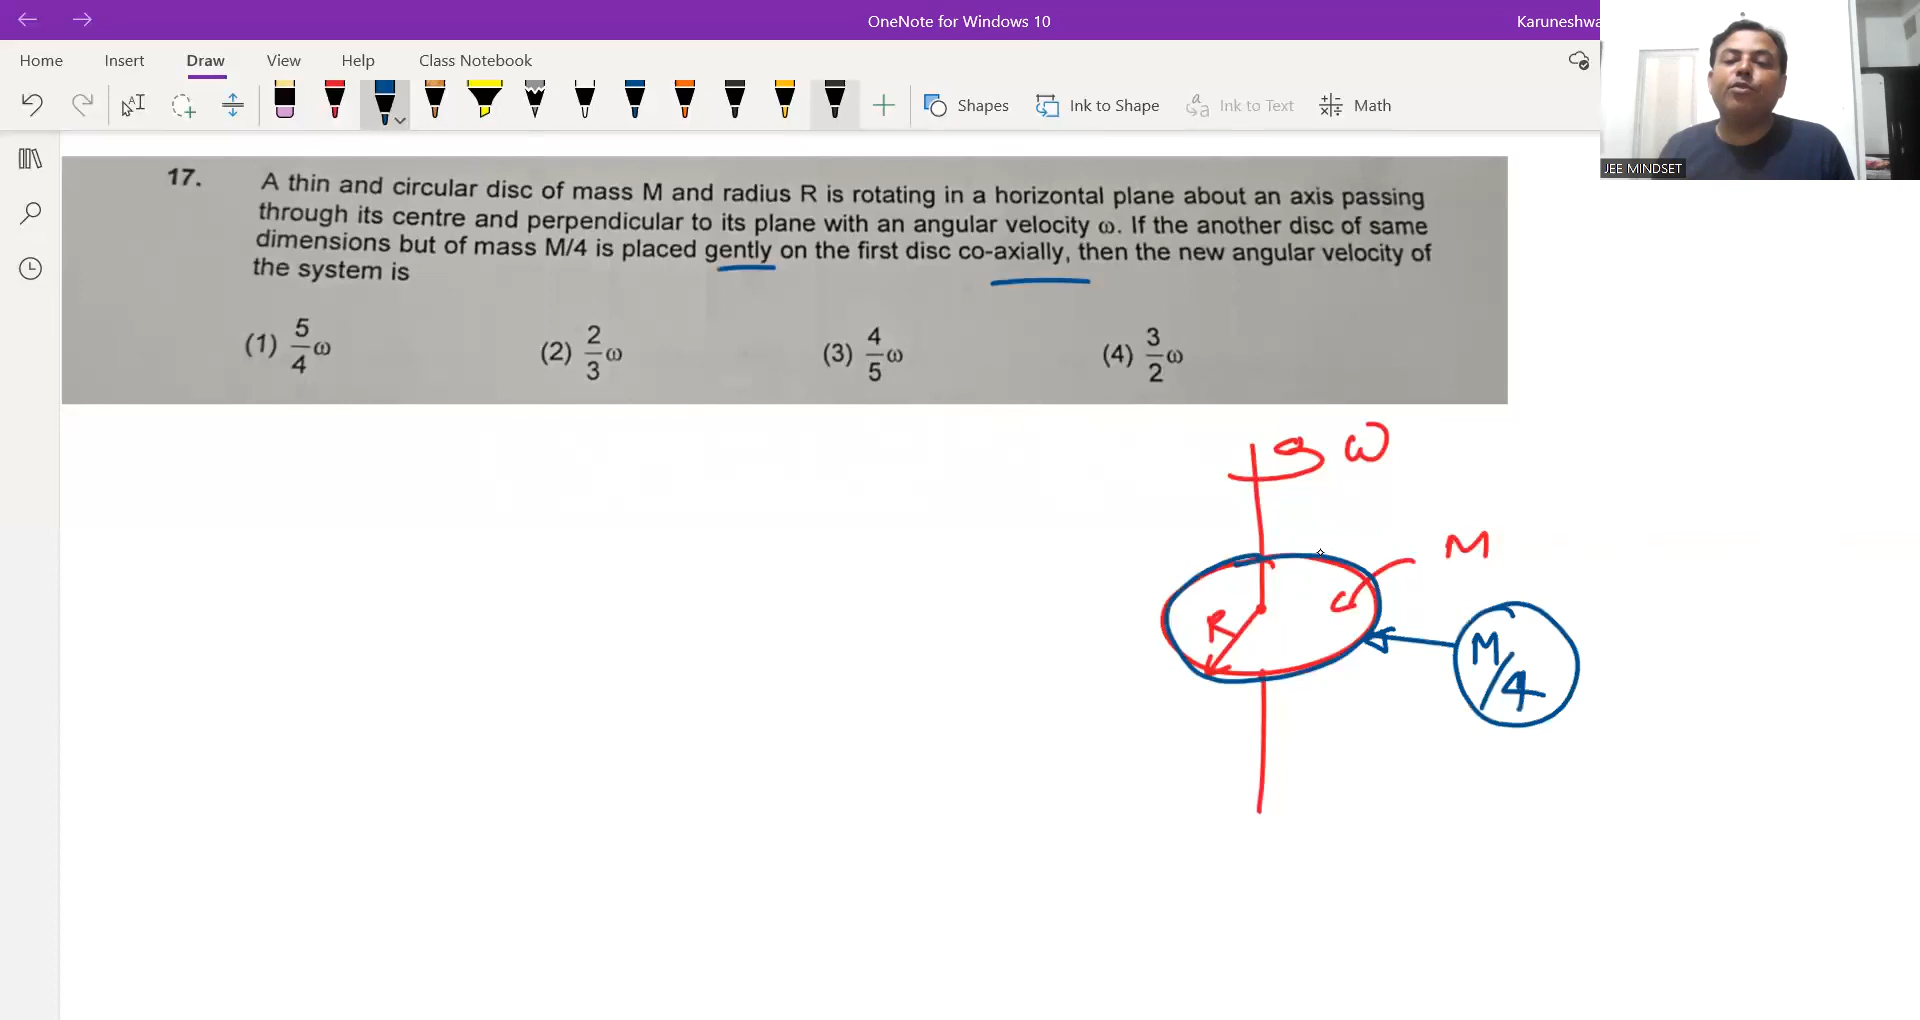 OneNote for Windows 10
Karuneshwa
Home Insert Draw View Help Class Notebook
Shapes Ink to Shape Ink to Text Math
JEE MINDSET
17. A thin and circular disc of mass M and radius R is rotating in a horizontal plane about an axis passing
through its centre and perpendicular to its plane with an angular velocity ω. If the another disc of same
dimensions but of mass M/4 is placed gently on the first disc co-axially, then the new angular velocity of
the system is
(1) 5/4 ω (2) 2/3 ω (3) 4/5 ω (4) 3/2 ω
ω
M
R
M/4